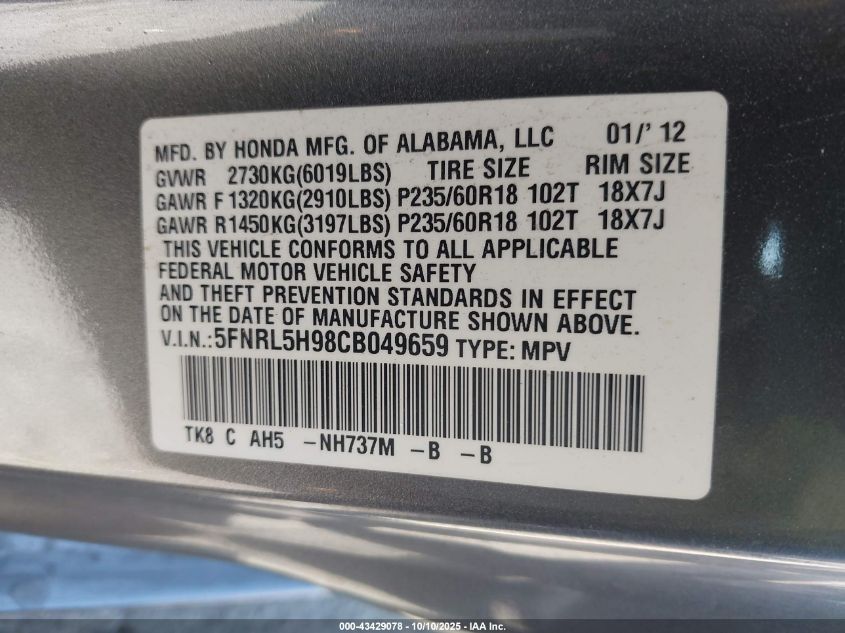 MFD. BY HONDA MFG. OF ALABAMA, LLC 01/' 12
GVWR 2730KG(6019LBS) TIRE SIZE RIM SIZE
GAWR F 1320KG(2910LBS) P235/60R18 102T 18X7J
GAWR R1450KG(3197LBS) P235/60R18 102T 18X7J
THIS VEHICLE CONFORMS TO ALL APPLICABLE
FEDERAL MOTOR VEHICLE SAFETY
AND THEFT PREVENTION STANDARDS IN EFFECT
ON THE DATE OF MANUFACTURE SHOWN ABOVE.
V.I.N.: 5FNRL5H98CB049659 TYPE: MPV
TK8 C AH5 -NH737M -B -B
000-43429078 - 10/10/2025 - IAA Inc.